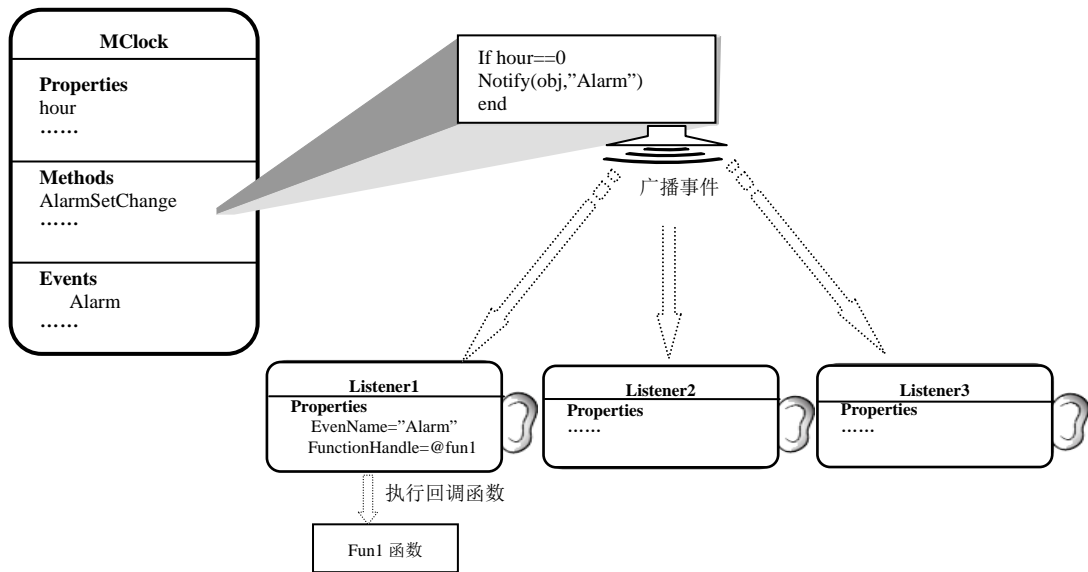 MClock
Properties
hour
……
Methods
AlarmSetChange
……
Events
Alarm
……
If hour==0
Notify(obj,”Alarm”)
end
广播事件
Listener1
Properties
EvenName=”Alarm”
FunctionHandle=@fun1
Listener2
Properties
……
Listener3
Properties
……
执行回调函数
Fun1 函数